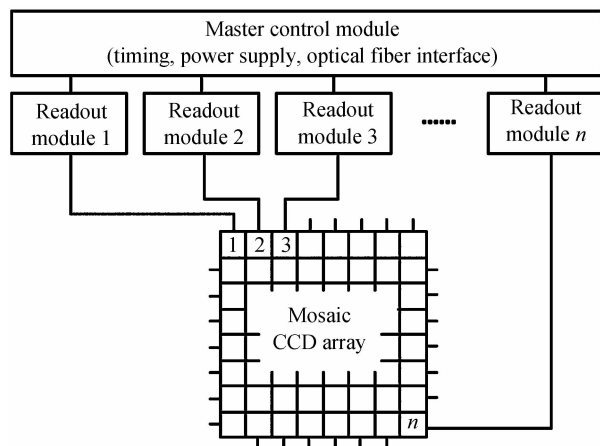 Master control module
(timing, power supply, optical fiber interface)
Readout
module 1
Readout
module 2
Readout
module 3
......
Readout
module n
1 2 3
Mosaic
CCD array
n